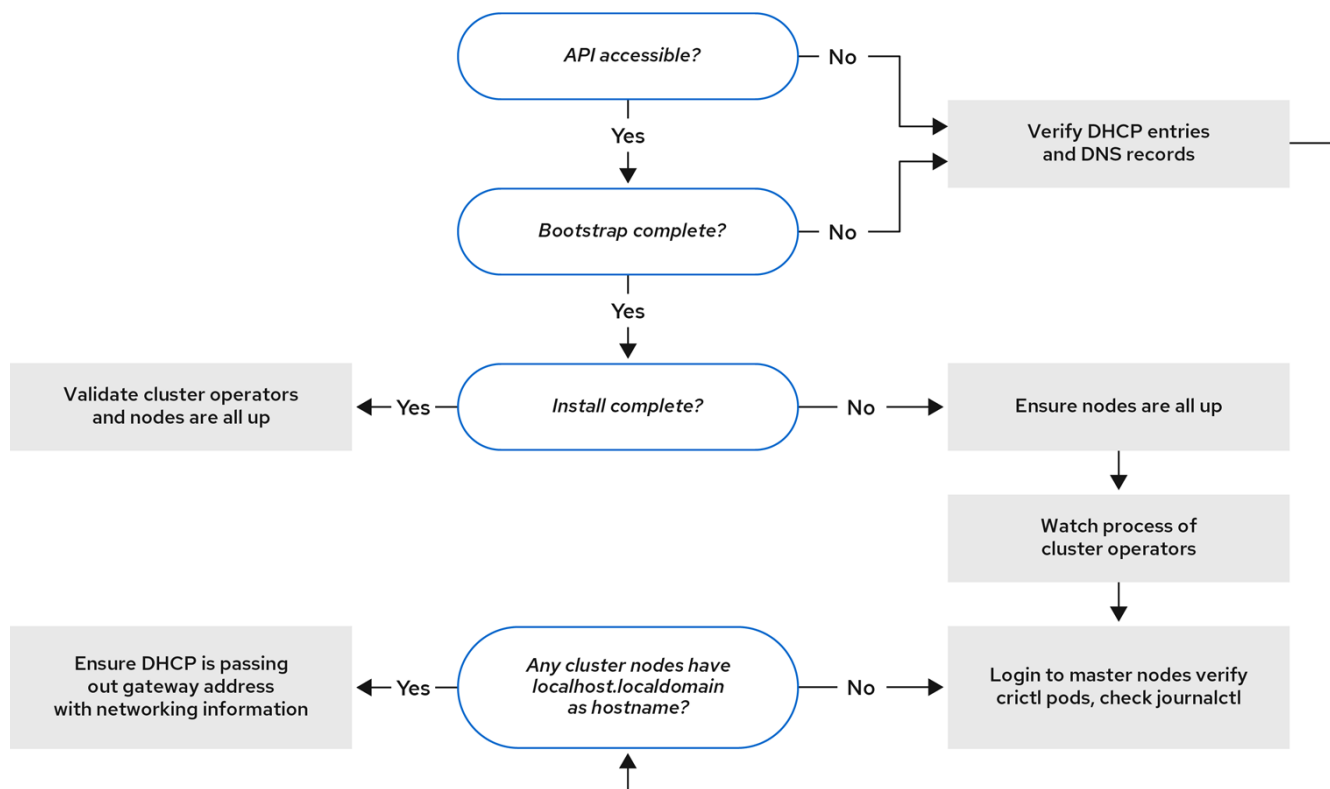 API accessible?
No
Verify DHCP entries
and DNS records
Yes
Bootstrap complete?
No
Yes
Validate cluster operators
and nodes are all up
Yes
Install complete?
No
Ensure nodes are all up
Watch process of
cluster operators
Ensure DHCP is passing
out gateway address
with networking information
Yes
Any cluster nodes have
localhost.localdomain
as hostname?
No
Login to master nodes verify
crictl pods, check journalctl